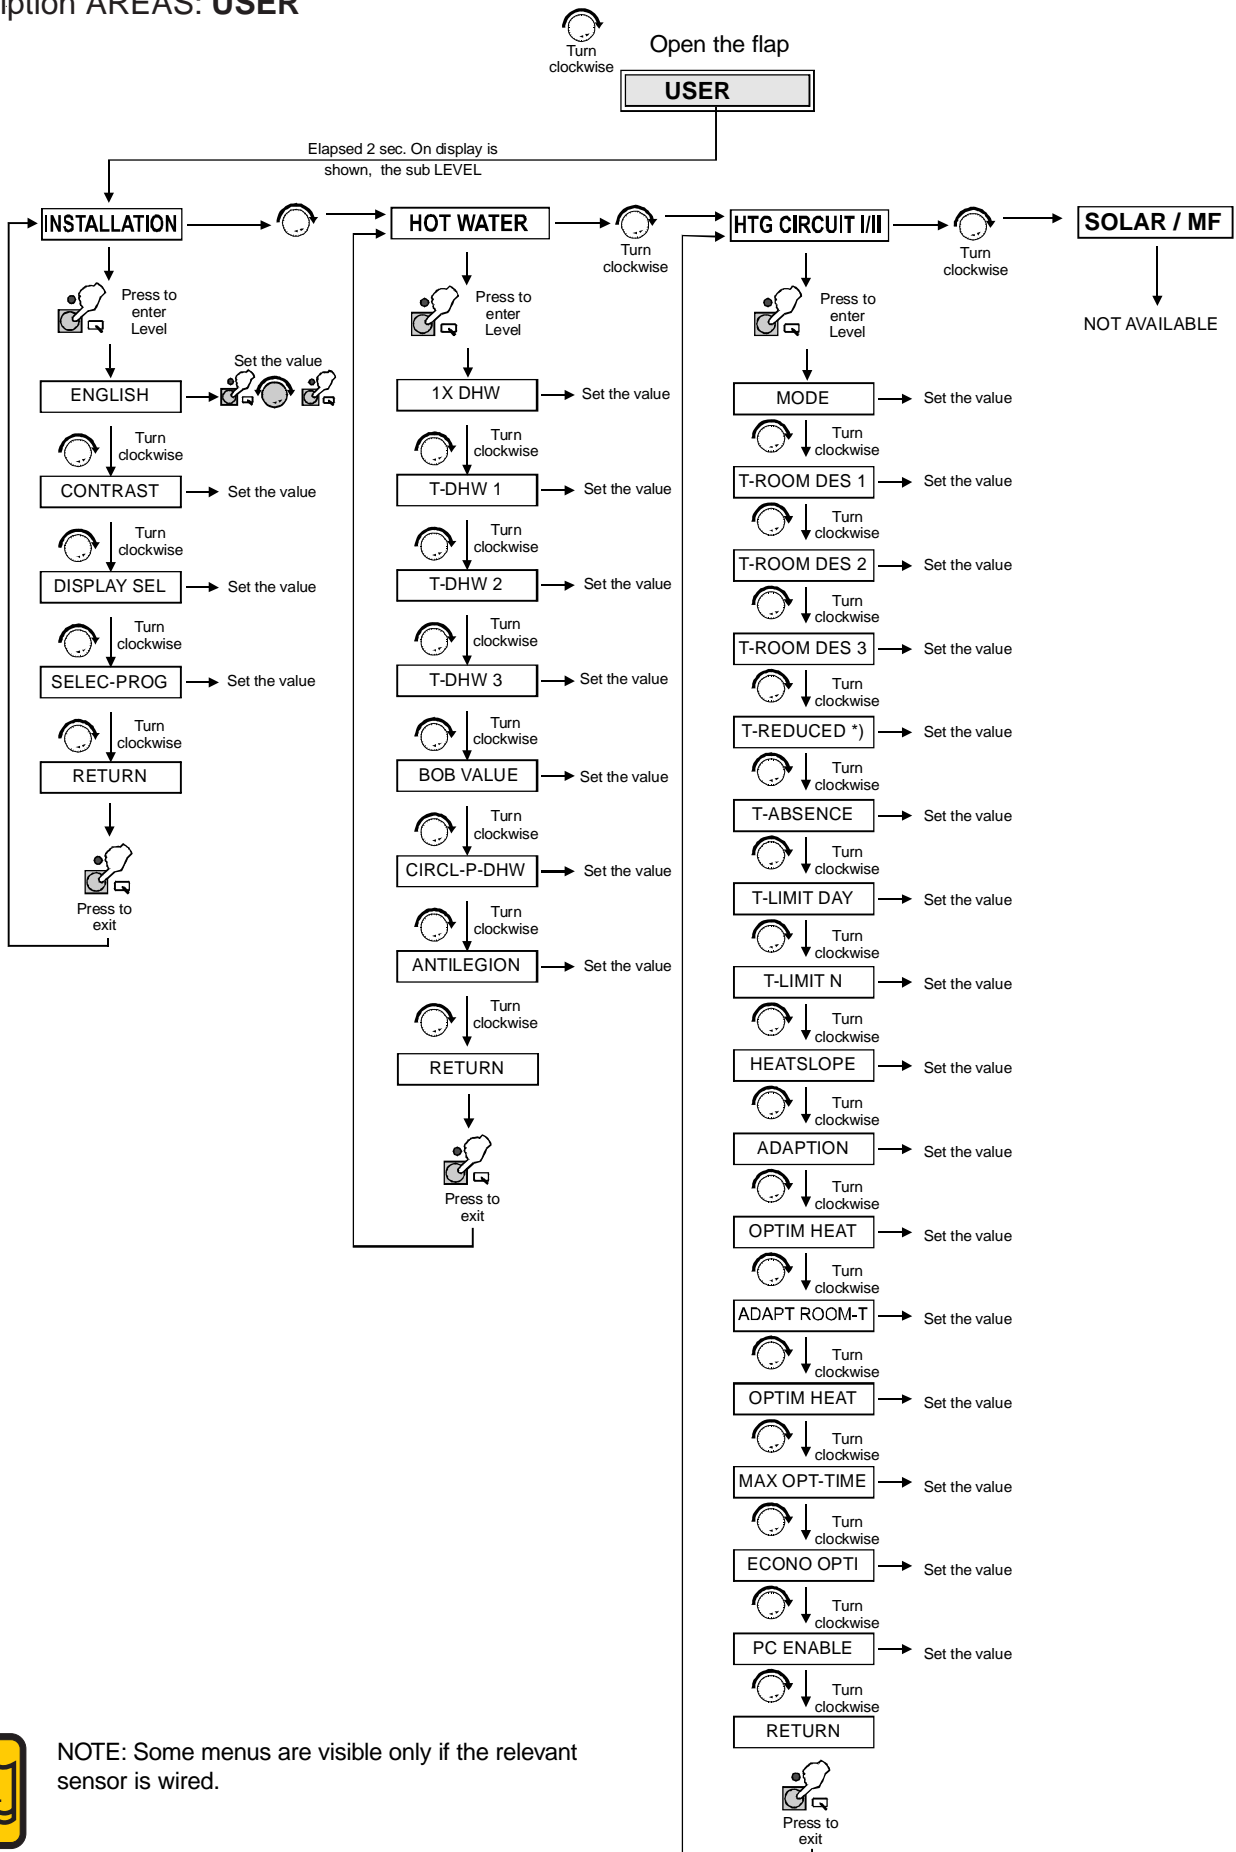 iption AREAS: USER
Turn
clockwise
Open the flap
USER
Elapsed 2 sec. On display is
shown, the sub LEVEL
INSTALLATION
HOT WATER
Turn
clockwise
HTG CIRCUIT I/II
Turn
clockwise
SOLAR / MF
NOT AVAILABLE
Press to
enter
Level
Set the value
ENGLISH
Turn
clockwise
CONTRAST
Set the value
Turn
clockwise
DISPLAY SEL
Set the value
Turn
clockwise
SELEC-PROG
Set the value
Turn
clockwise
RETURN
Press to
exit
Press to
enter
Level
1X DHW
Set the value
Turn
clockwise
T-DHW 1
Set the value
Turn
clockwise
T-DHW 2
Set the value
Turn
clockwise
T-DHW 3
Set the value
Turn
clockwise
BOB VALUE
Set the value
Turn
clockwise
CIRCL-P-DHW
Set the value
Turn
clockwise
ANTILEGION
Set the value
Turn
clockwise
RETURN
Press to
exit
Press to
enter
Level
MODE
Set the value
Turn
clockwise
T-ROOM DES 1
Set the value
Turn
clockwise
T-ROOM DES 2
Set the value
Turn
clockwise
T-ROOM DES 3
Set the value
Turn
clockwise
T-REDUCED *)
Set the value
Turn
clockwise
T-ABSENCE
Set the value
Turn
clockwise
T-LIMIT DAY
Set the value
Turn
clockwise
T-LIMIT N
Set the value
Turn
clockwise
HEATSLOPE
Set the value
Turn
clockwise
ADAPTION
Set the value
Turn
clockwise
OPTIM HEAT
Set the value
Turn
clockwise
ADAPT ROOM-T
Set the value
Turn
clockwise
OPTIM HEAT
Set the value
Turn
clockwise
MAX OPT-TIME
Set the value
Turn
clockwise
ECONO OPTI
Set the value
Turn
clockwise
PC ENABLE
Set the value
Turn
clockwise
RETURN
Press to
exit
NOTE: Some menus are visible only if the relevant
sensor is wired.